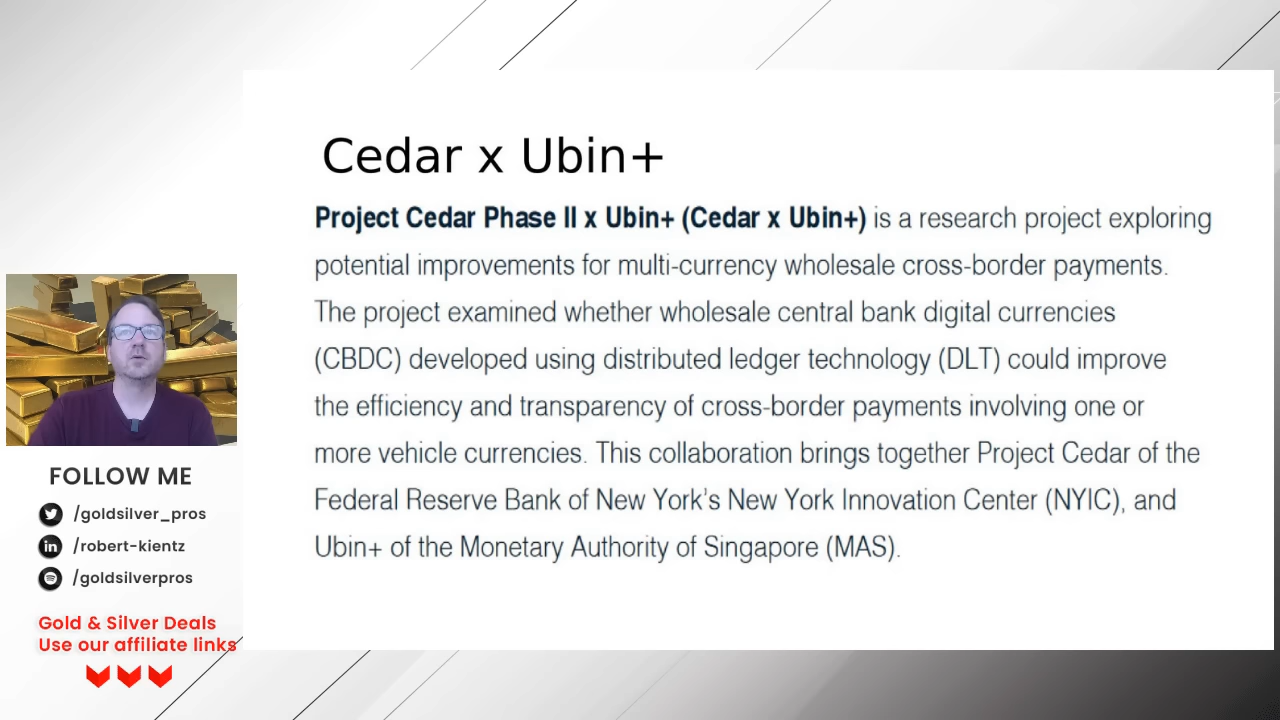 Cedar x Ubin+
Project Cedar Phase II x Ubin+ (Cedar x Ubin+) is a research project exploring
potential improvements for multi-currency wholesale cross-border payments.
The project examined whether wholesale central bank digital currencies
(CBDC) developed using distributed ledger technology (DLT) could improve
the efficiency and transparency of cross-border payments involving one or
more vehicle currencies. This collaboration brings together Project Cedar of the
Federal Reserve Bank of New York’s New York Innovation Center (NYIC), and
Ubin+ of the Monetary Authority of Singapore (MAS).
FOLLOW ME
/goldsilver_pros
/robert-kientz
/goldsilverpros
Gold & Silver Deals
Use our affiliate links